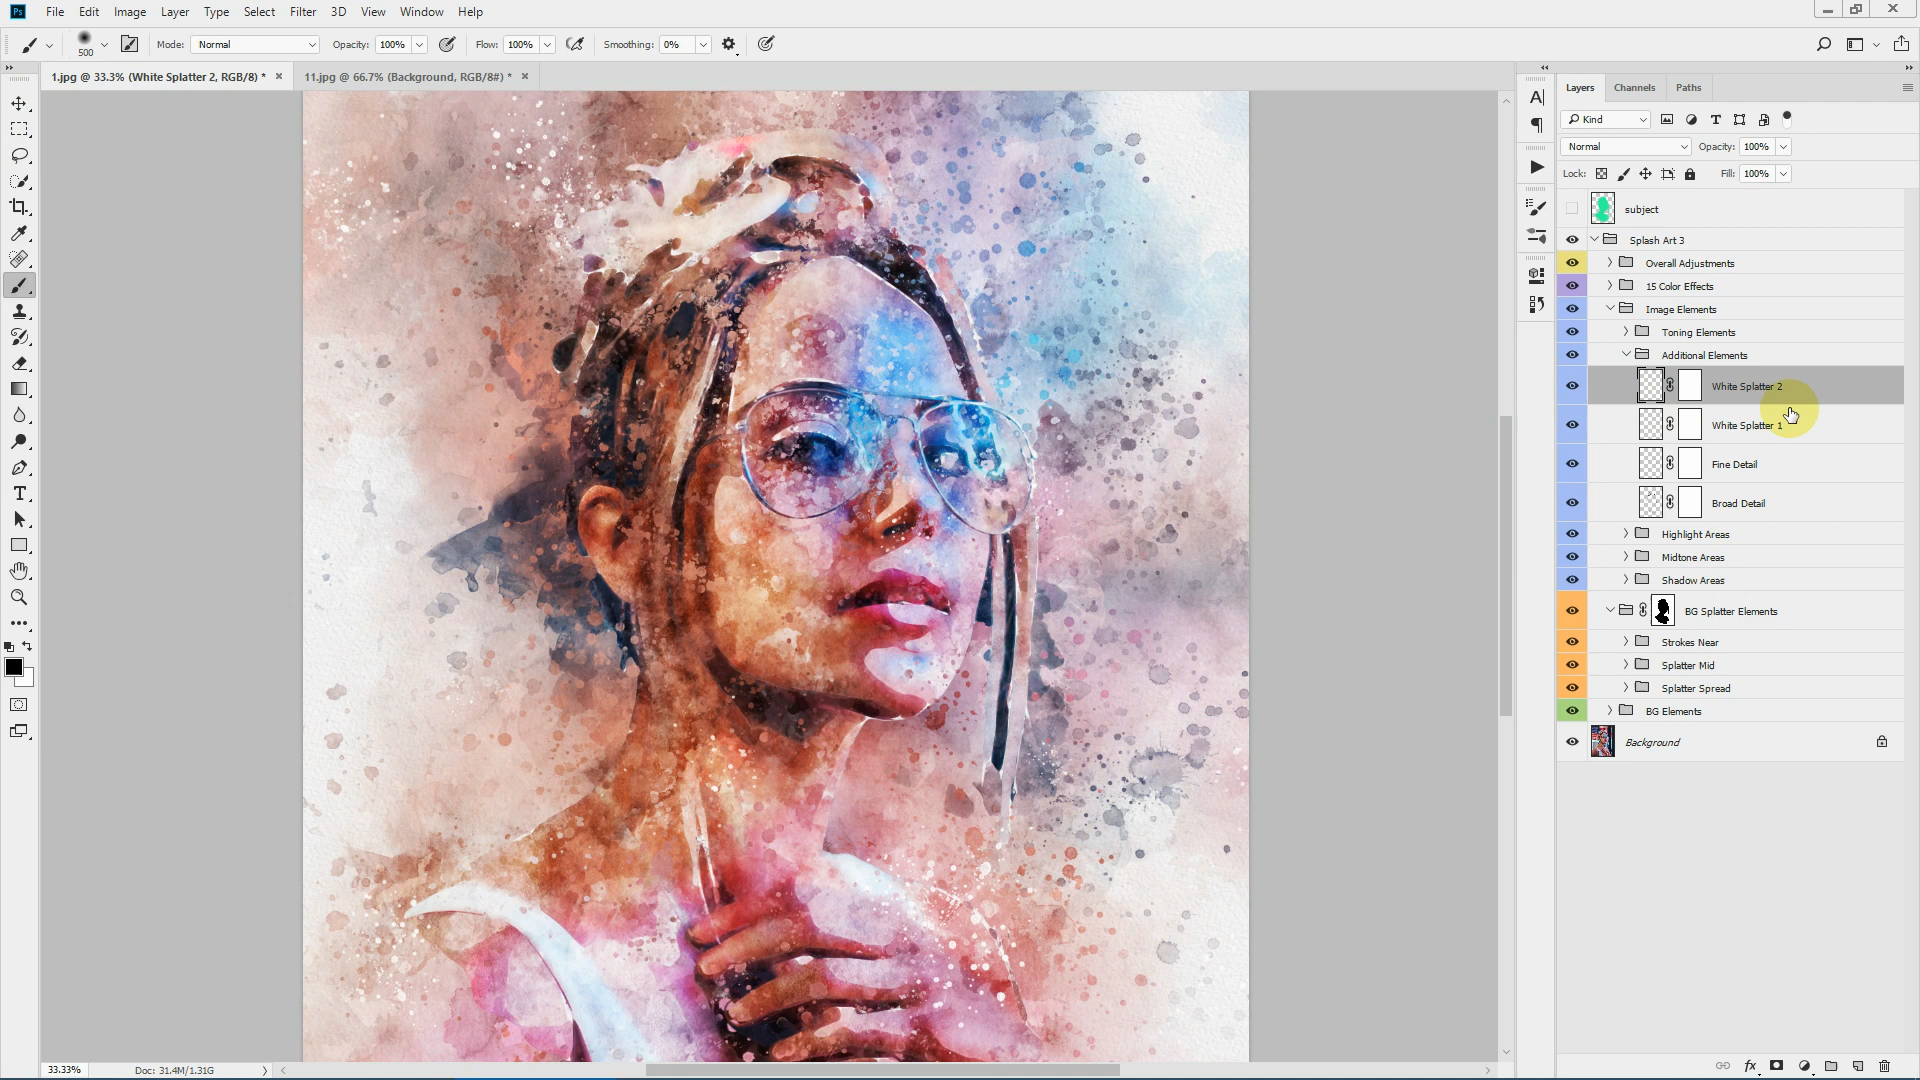 Ps File Edit Image Layer Type Select Filter 3D View Window Help
500 Mode: Normal Opacity: 100% Flow: 100% Smoothing: 0%
1.jpg @ 33.3% (White Splatter 2, RGB/8) * × 11.jpg @ 66.7% (Background, RGB/8#) * ×
Layers Channels Paths
Kind
Normal Opacity: 100%
Lock: Fill: 100%
subject
Splash Art 3
Overall Adjustments
15 Color Effects
Image Elements
Toning Elements
Additional Elements
White Splatter 2
White Splatter 1
Fine Detail
Broad Detail
Highlight Areas
Midtone Areas
Shadow Areas
BG Splatter Elements
Strokes Near
Splatter Mid
Splatter Spread
BG Elements
Background
33.33% Doc: 31.4M/1.31G
fx